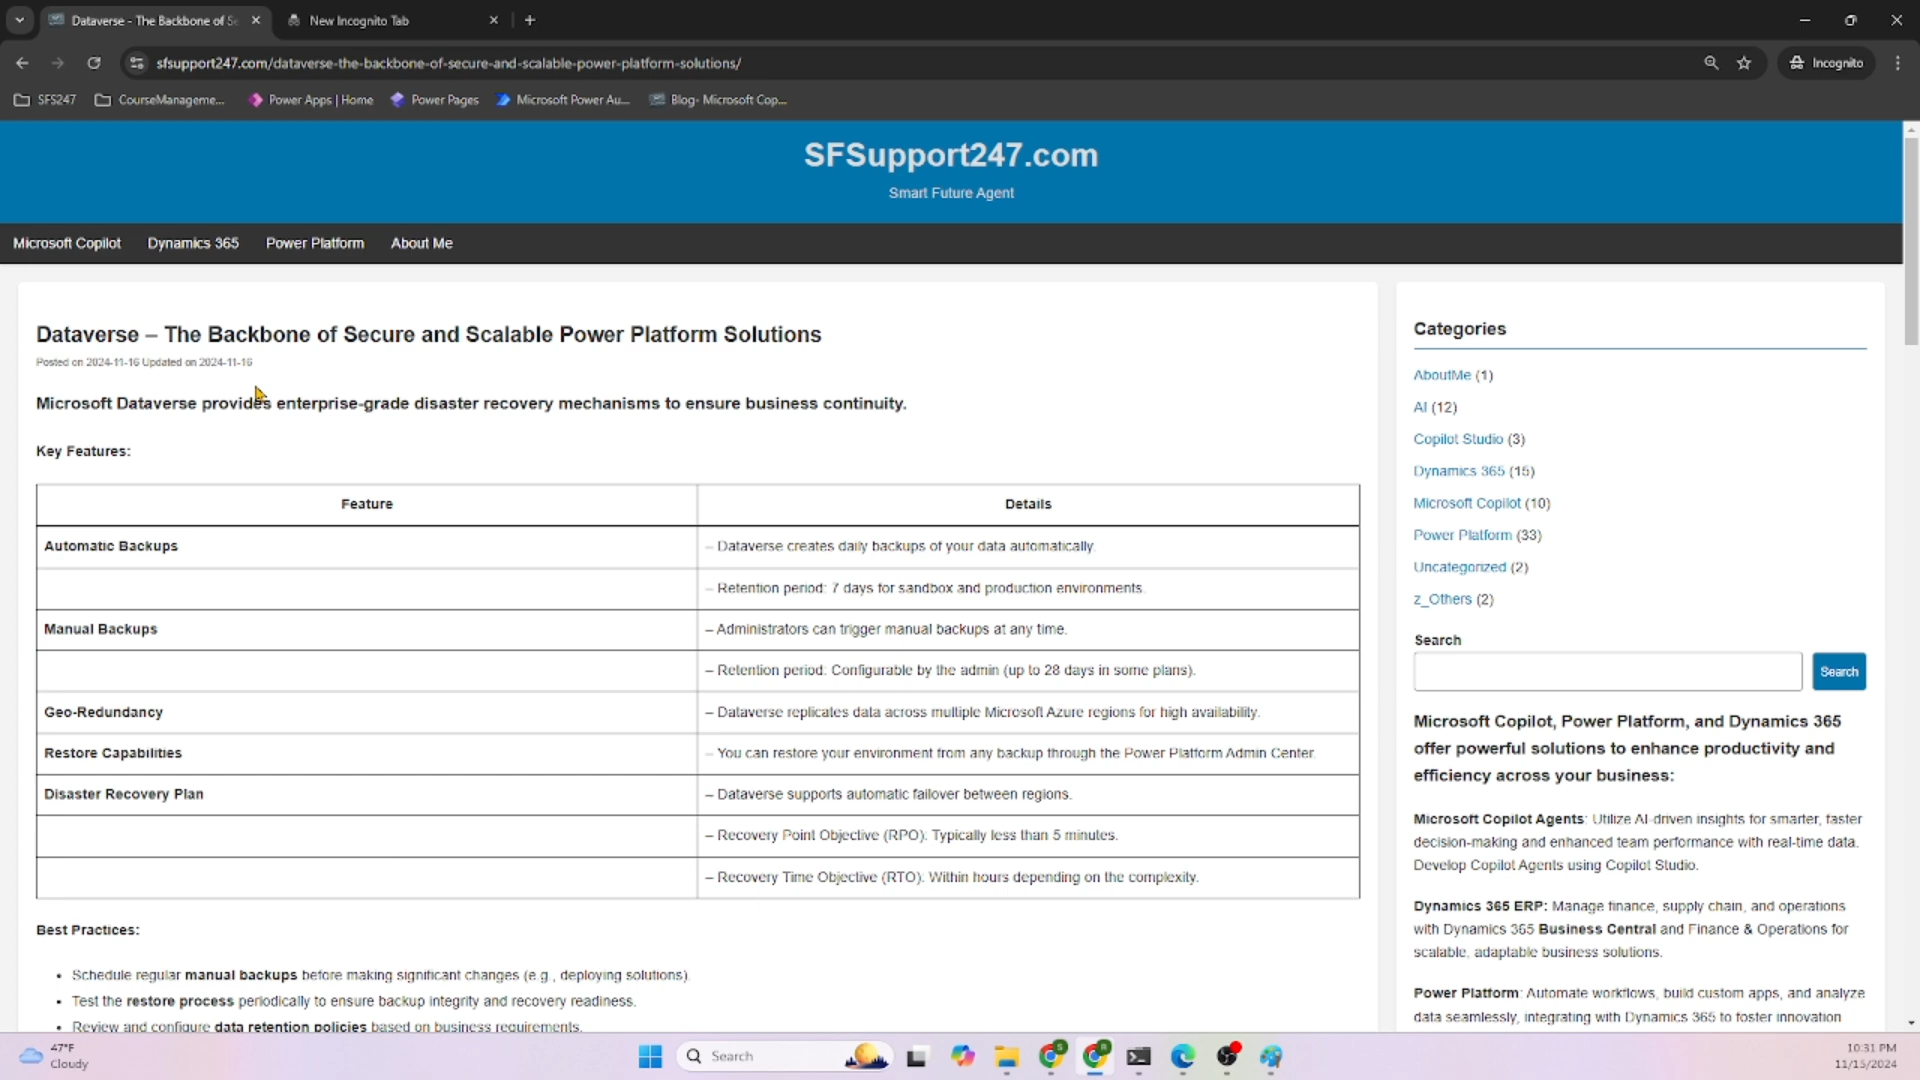 Dataverse - The Backbone of Se
New Incognito Tab
sfsupport247.com/dataverse-the-backbone-of-secure-and-scalable-power-platform-solutions/
Incognito
SFS247
CourseManageme...
Power Apps | Home
Power Pages
Microsoft Power Au...
Blog- Microsoft Cop...
SFSupport247.com
Smart Future Agent
Microsoft Copilot
Dynamics 365
Power Platform
About Me
Dataverse – The Backbone of Secure and Scalable Power Platform Solutions
Posted on 2024-11-16 Updated on 2024-11-16
Microsoft Dataverse provides enterprise-grade disaster recovery mechanisms to ensure business continuity.
Key Features:
Feature
Details
Automatic Backups
– Dataverse creates daily backups of your data automatically.
– Retention period: 7 days for sandbox and production environments.
Manual Backups
– Administrators can trigger manual backups at any time.
– Retention period: Configurable by the admin (up to 28 days in some plans).
Geo-Redundancy
– Dataverse replicates data across multiple Microsoft Azure regions for high availability.
Restore Capabilities
– You can restore your environment from any backup through the Power Platform Admin Center.
Disaster Recovery Plan
– Dataverse supports automatic failover between regions.
– Recovery Point Objective (RPO): Typically less than 5 minutes.
– Recovery Time Objective (RTO): Within hours depending on the complexity.
Best Practices:
• Schedule regular manual backups before making significant changes (e.g., deploying solutions).
• Test the restore process periodically to ensure backup integrity and recovery readiness.
• Review and configure data retention policies based on business requirements.
Categories
AboutMe (1)
AI (12)
Copilot Studio (3)
Dynamics 365 (15)
Microsoft Copilot (10)
Power Platform (33)
Uncategorized (2)
z_Others (2)
Search
Search
Microsoft Copilot, Power Platform, and Dynamics 365
offer powerful solutions to enhance productivity and
efficiency across your business:
Microsoft Copilot Agents: Utilize AI-driven insights for smarter, faster
decision-making and enhanced team performance with real-time data.
Develop Copilot Agents using Copilot Studio.
Dynamics 365 ERP: Manage finance, supply chain, and operations
with Dynamics 365 Business Central and Finance & Operations for
scalable, adaptable business solutions.
Power Platform: Automate workflows, build custom apps, and analyze
data seamlessly, integrating with Dynamics 365 to foster innovation
47°F
Cloudy
Search
10:31 PM
11/15/2024